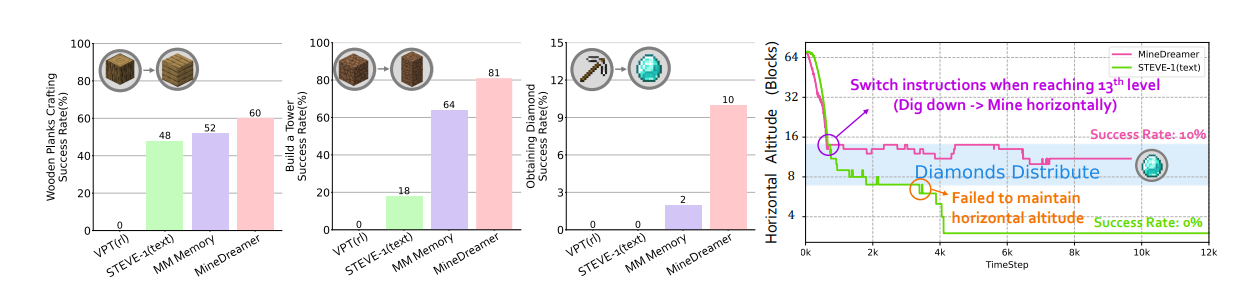 Wooden Planks Crafting
Success Rate(%)
100
80
60
40
20
0
0
48
52
60
VPT(rl)
STEVE-1(text)
MM Memory
MineDreamer
Build a Tower
Success Rate(%)
100
80
60
40
20
0
0
18
64
81
VPT(rl)
STEVE-1(text)
MM Memory
MineDreamer
Obtaining Diamond
Success Rate(%)
15
12
9
6
3
0
0
0
2
10
VPT(rl)
STEVE-1(text)
MM Memory
MineDreamer
Horizontal Altitude (Blocks)
64
32
16
8
4
MineDreamer
STEVE-1(text)
Switch instructions when reaching 13th level
(Dig down -> Mine horizontally)
Success Rate: 10%
Diamonds Distribute
Failed to maintain
horizontal altitude
Success Rate: 0%
0k
2k
4k
6k
8k
10k
12k
TimeStep